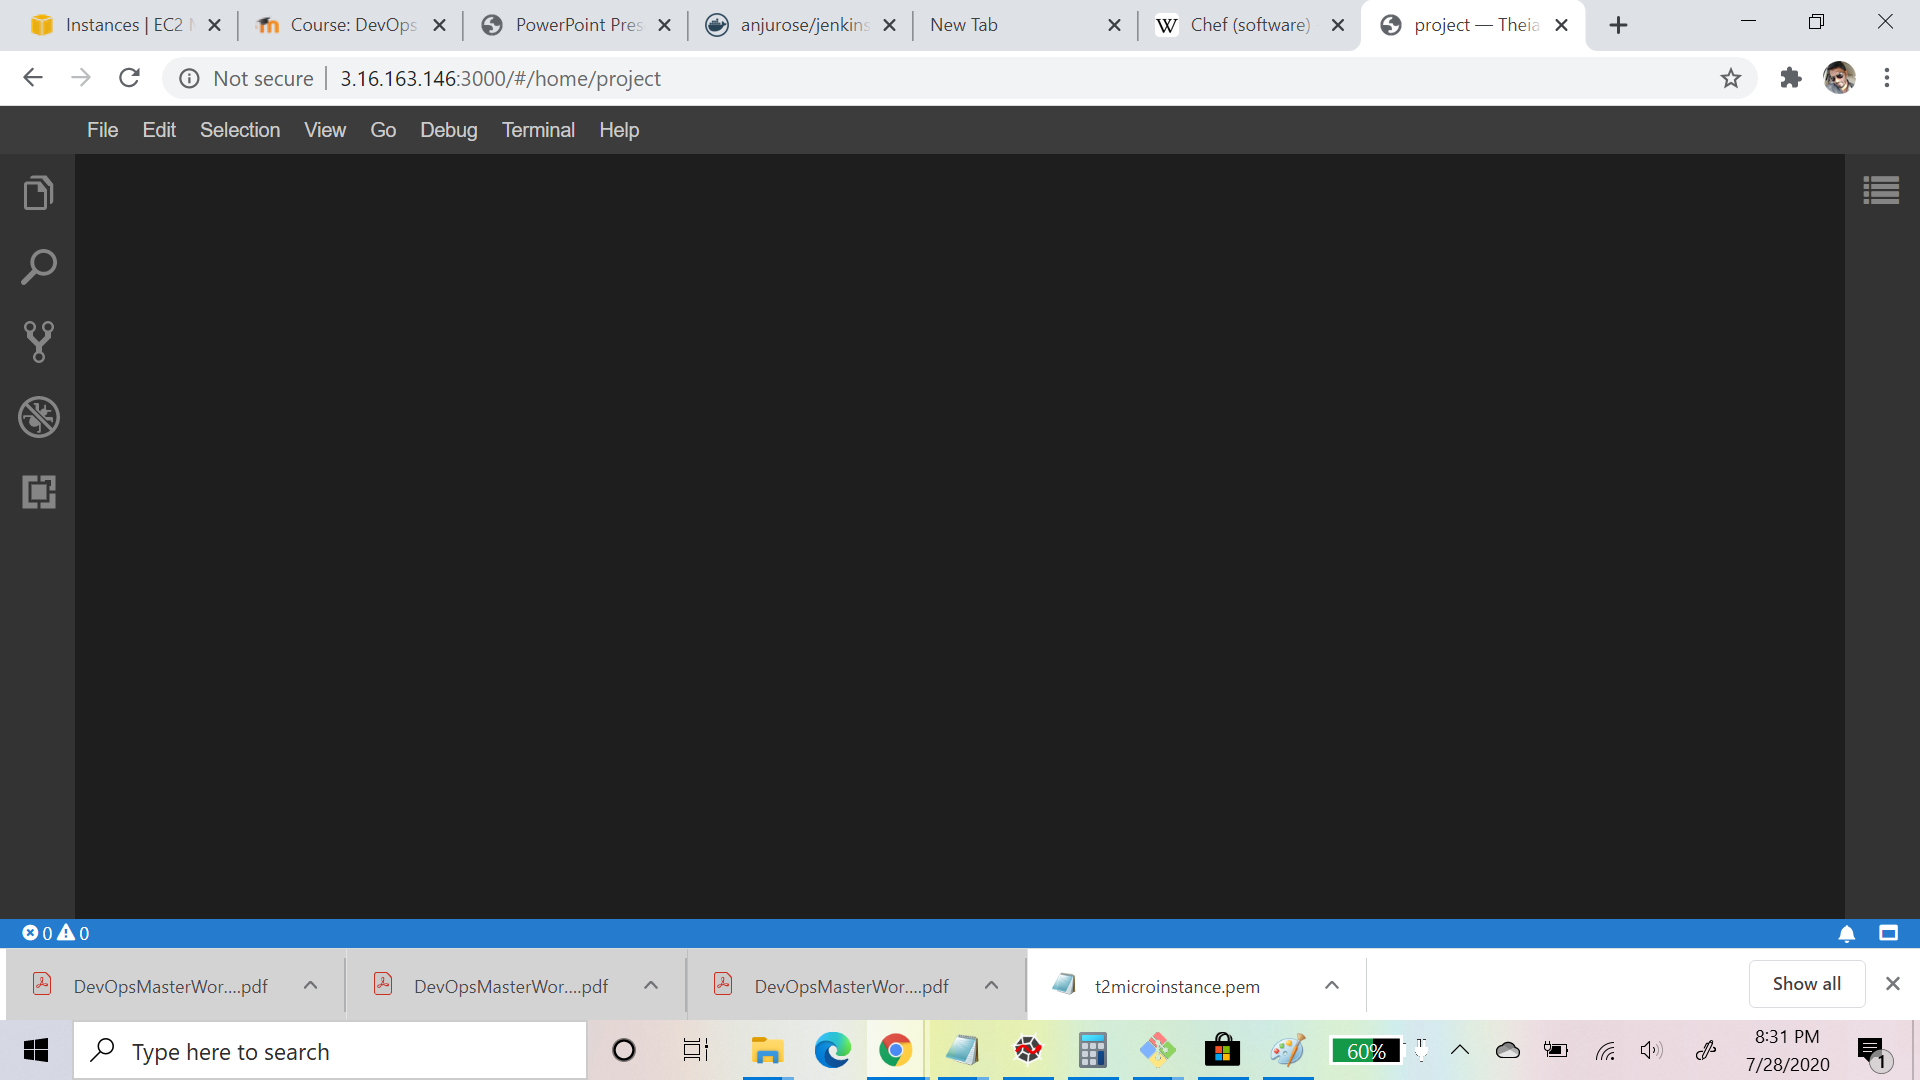 Instances | EC2 M
Course: DevOps
PowerPoint Pres
anjurose/jenkins
New Tab
W Chef (software)
project — Theia
Not secure 3.16.163.146:3000/#/home/project
File Edit Selection View Go Debug Terminal Help
0 0
DevOpsMasterWor....pdf
DevOpsMasterWor....pdf
DevOpsMasterWor....pdf
t2microinstance.pem
Show all
Type here to search
60%
8:31 PM
7/28/2020
1